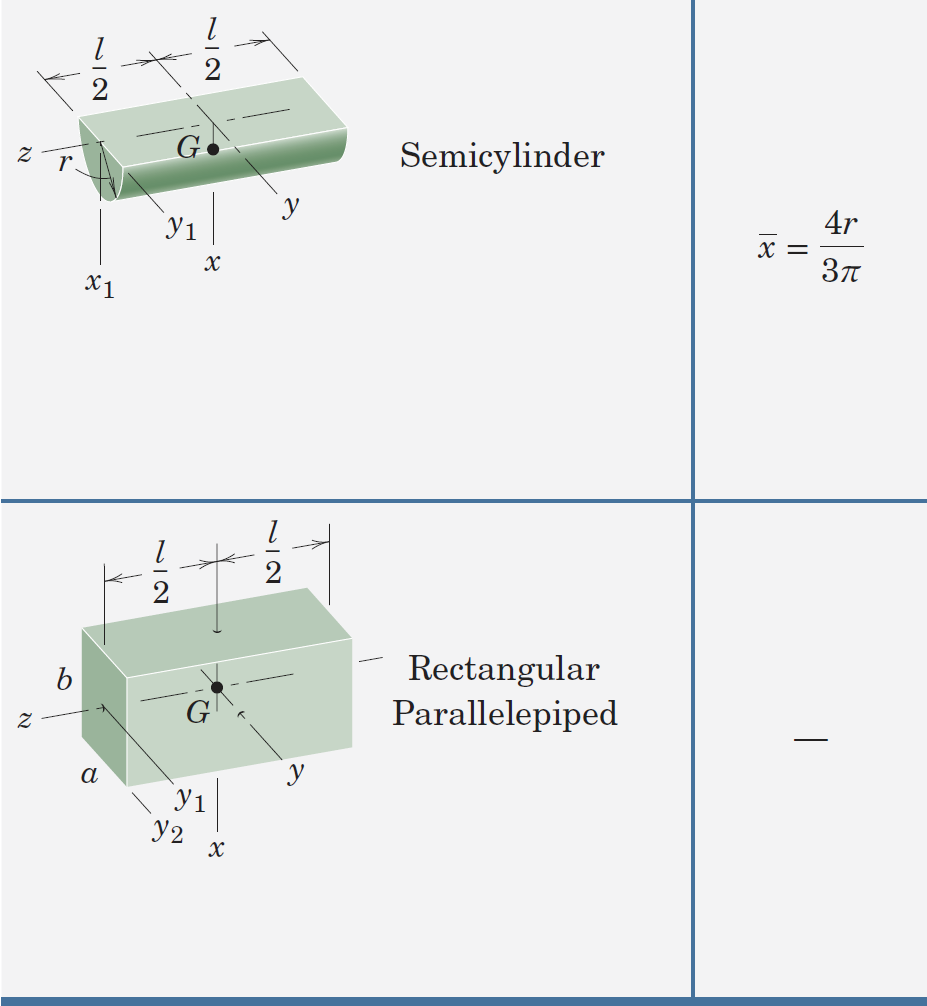 l/2 l/2
z
r
G
y
y₁
x
x₁
Semicylinder
x̅ = 4r/3π
l/2 l/2
b
z
G
a
y
y₁
y₂
x
Rectangular
Parallelepiped
—